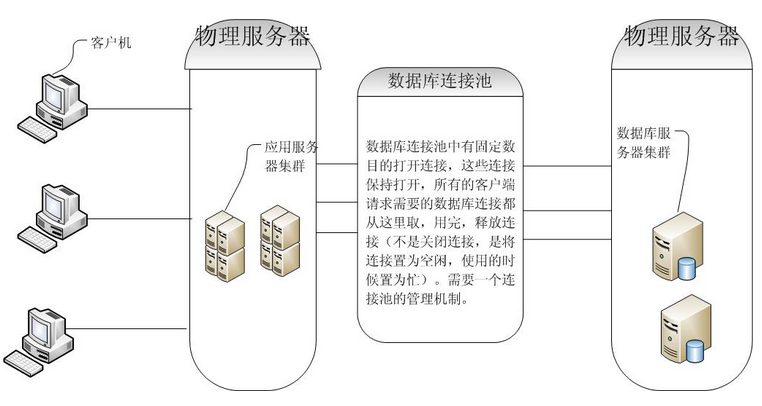 客户机
物理服务器
物理服务器
数据库连接池
应用服务
器集群
数据库连接池中有固定数
目的打开连接，这些连接
保持打开，所有的客户端
请求需要的数据库连接都
从这里取，用完，释放连
接（不是关闭连接，是将
连接置为空闲，使用的时
候置为忙）。需要一个连
接池的管理机制。
数据库服
务器集群